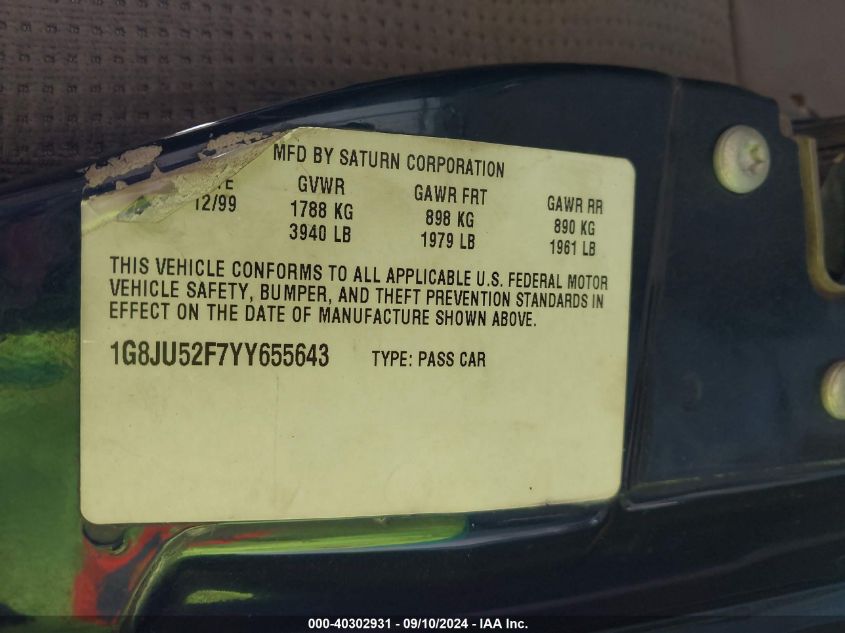 MFD BY SATURN CORPORATION
GVWR GAWR FRT GAWR RR
12/99 1788 KG 898 KG 890 KG
3940 LB 1979 LB 1961 LB
THIS VEHICLE CONFORMS TO ALL APPLICABLE U.S. FEDERAL MOTOR
VEHICLE SAFETY, BUMPER, AND THEFT PREVENTION STANDARDS IN
EFFECT ON THE DATE OF MANUFACTURE SHOWN ABOVE.
1G8JU52F7YY655643 TYPE: PASS CAR
000-40302931 - 09/10/2024 - IAA Inc.